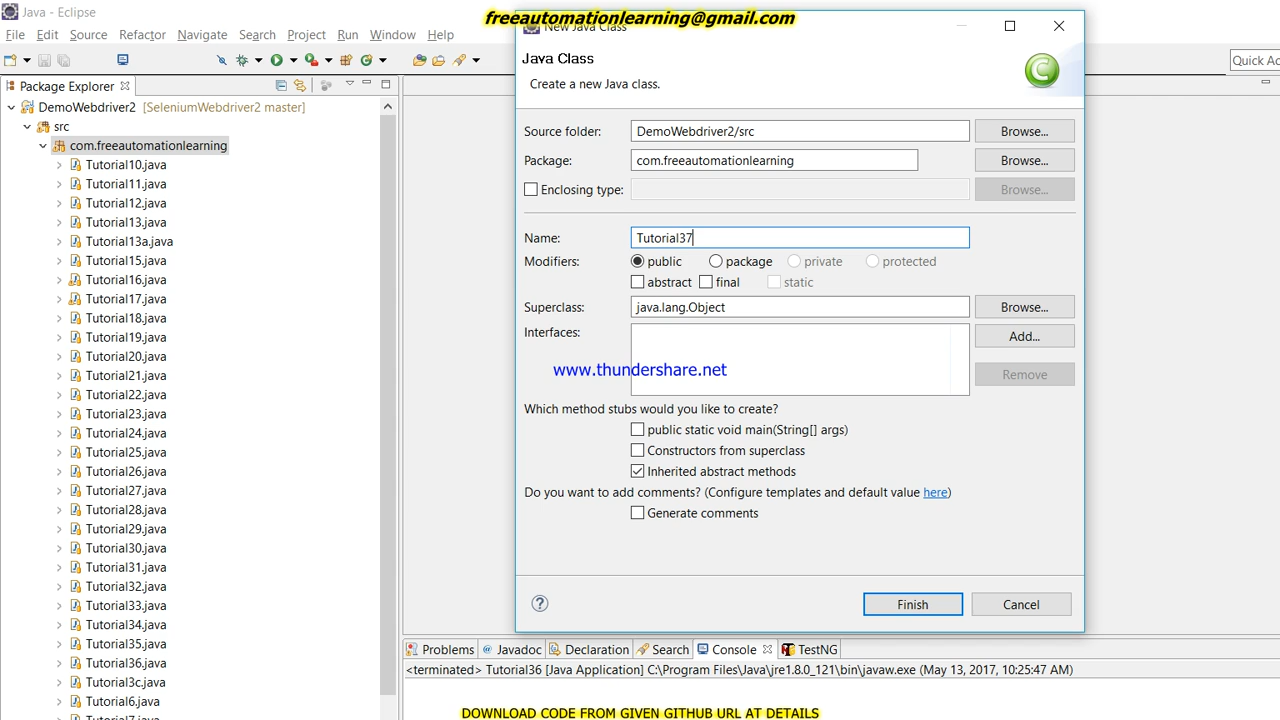 Java - Eclipse
freeautomationlearning@gmail.com
New Java Class
File Edit Source Refactor Navigate Search Project Run Window Help
Quick Ac
Package Explorer
DemoWebdriver2 [SeleniumWebdriver2 master]
src
com.freeautomationlearning
Tutorial10.java
Tutorial11.java
Tutorial12.java
Tutorial13.java
Tutorial13a.java
Tutorial15.java
Tutorial16.java
Tutorial17.java
Tutorial18.java
Tutorial19.java
Tutorial20.java
Tutorial21.java
Tutorial22.java
Tutorial23.java
Tutorial24.java
Tutorial25.java
Tutorial26.java
Tutorial27.java
Tutorial28.java
Tutorial29.java
Tutorial30.java
Tutorial31.java
Tutorial32.java
Tutorial33.java
Tutorial34.java
Tutorial35.java
Tutorial36.java
Tutorial3c.java
Tutorial6.java
Tutorial7.java
Java Class
Create a new Java class.
Source folder: DemoWebdriver2/src Browse...
Package: com.freeautomationlearning Browse...
Enclosing type: Browse...
Name: Tutorial37
Modifiers: public package private protected
abstract final static
Superclass: java.lang.Object Browse...
Interfaces: Add...
www.thundershare.net
Remove
Which method stubs would you like to create?
public static void main(String[] args)
Constructors from superclass
Inherited abstract methods
Do you want to add comments? (Configure templates and default value here)
Generate comments
Finish Cancel
Problems Javadoc Declaration Search Console TestNG
<terminated> Tutorial36 [Java Application] C:\Program Files\Java\jre1.8.0_121\bin\javaw.exe (May 13, 2017, 10:25:47 AM)
DOWNLOAD CODE FROM GIVEN GITHUB URL AT DETAILS